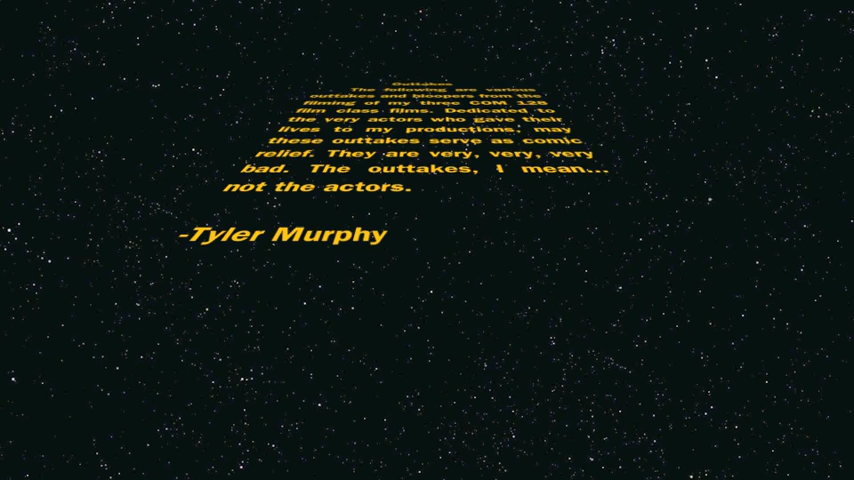 Outtakes
The following are various
outtakes and bloopers from the
filming of my three COM 128
film class films. Dedicated to
the very actors who gave their
lives to my productions, may
these outtakes serve as comic
relief. They are very, very, very
bad. The outtakes, I mean...
not the actors.
-Tyler Murphy